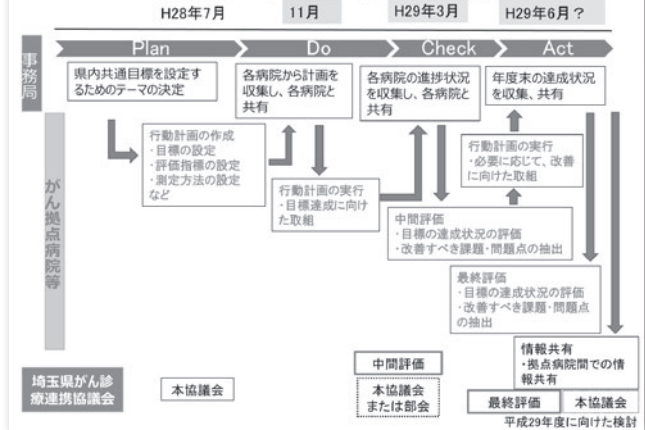 H28年7月
11月
H29年3月
H29年6月？
Plan
Do
Check
Act
事務局
県内共通目標を設定す
るためのテーマの決定
各病院から計画を
収集し、各病院と
共有
各病院の進捗状況
を収集し、各病院と
共有
年度末の達成状況
を収集、共有
がん拠点病院等
行動計画の作成
・目標の設定
・評価指標の設定
・測定方法の設定
など
行動計画の実行
・目標達成に向け
た取組
行動計画の実行
・必要に応じて、改善
に向けた取組
中間評価
・目標の達成状況の評価
・改善すべき課題・問題点の抽出
最終評価
・目標の達成状況の評価
・改善すべき課題・問題点
の抽出
情報共有
・拠点病院間での情
報共有
埼玉県がん診
療連携協議会
本協議会
中間評価
本協議会
または部会
最終評価
本協議会
平成29年度に向けた検討